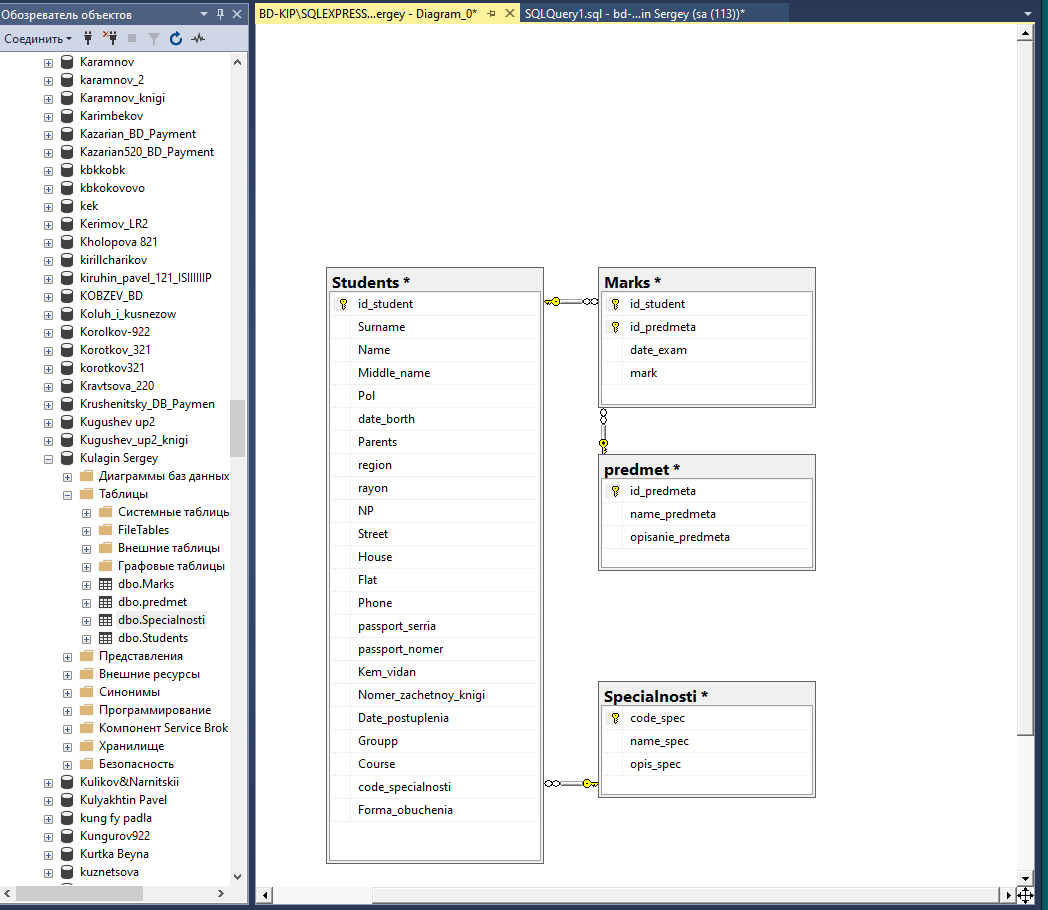 Обозреватель объектов
Соединить
Karamnov
karamnov_2
Karamnov_knigi
Karimbekov
Kazarian_BD_Payment
Kazarian520_BD_Payment
kbkkobk
kbkokovovo
kek
Kerimov_LR2
Kholopova 821
kirillcharikov
kiruhin_pavel_121_ISIIIIIIP
KOBZEV_BD
Koluh_i_kusnezow
Korolkov-922
Korotkov_321
korotkov321
Kravtsova_220
Krushenitsky_DB_Paymen
Kugushev up2
Kugushev_up2_knigi
Kulagin Sergey
Диаграммы баз данных
Таблицы
Системные таблиць
FileTables
Внешние таблицы
Графовые таблицы
dbo.Marks
dbo.predmet
dbo.Specialnosti
dbo.Students
Представления
Внешние ресурсы
Синонимы
Программирование
Компонент Service Brok
Хранилище
Безопасность
Kulikov&Narnitskii
Kulyakhtin Pavel
kung fy padla
Kungurov922
Kurtka Beyna
kuznetsova
BD-KIP\SQLEXPRESS...ergey - Diagram_0*
SQLQuery1.sql - bd-...in Sergey (sa (113))*
Students *
id_student
Surname
Name
Middle_name
Pol
date_borth
Parents
region
rayon
NP
Street
House
Flat
Phone
passport_serria
passport_nomer
Kem_vidan
Nomer_zachetnoy_knigi
Date_postuplenia
Groupp
Course
code_specialnosti
Forma_obuchenia
Marks *
id_student
id_predmeta
date_exam
mark
predmet *
id_predmeta
name_predmeta
opisanie_predmeta
Specialnosti *
code_spec
name_spec
opis_spec